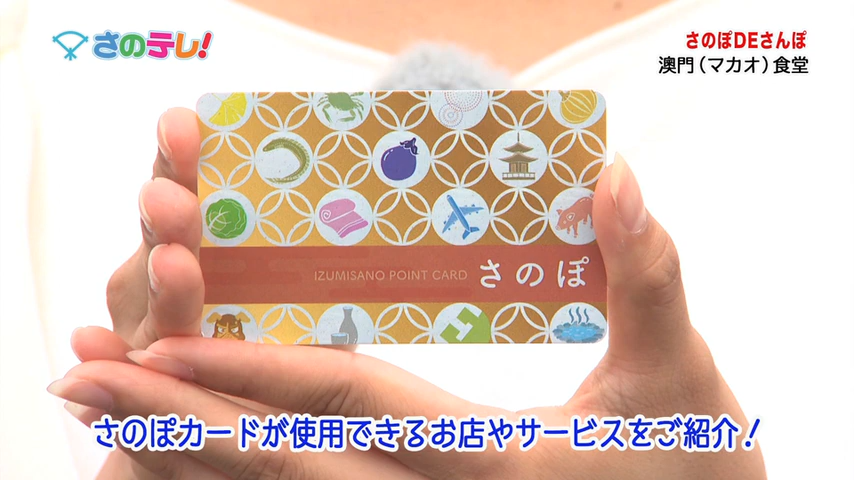 さのテレ!
さのぽDEさんぽ
澳門（マカオ）食堂
IZUMISANO POINT CARD さのぽ
さのぽカードが使用できるお店やサービスをご紹介！